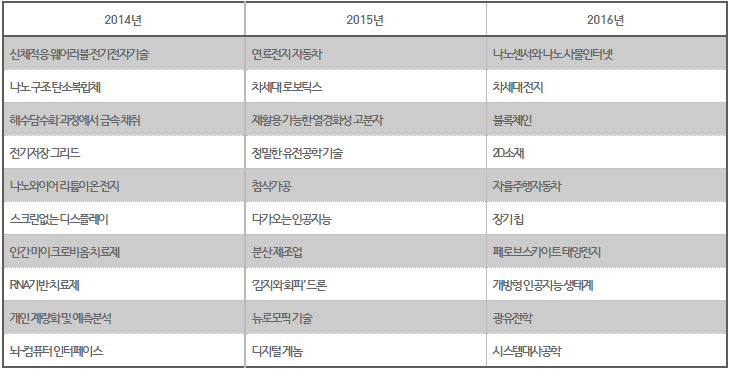 2014년 2015년 2016년
신체적응 웨어러블 전기전자기술 연료전지 자동차 나노센서와 나노 사물인터넷
나노 구조 탄소복합체 차세대 로보틱스 차세대 전지
해수담수화 과정에서 금속 채취 재활용 가능한 열경화성 고분자 블록체인
전기저장 그리드 정밀한 유전공학 기술 2D소재
나노와이어 리튬이온 전지 첨삭가공 자율주행자동차
스크린없는 디스플레이 다가오는 인공지능 장기 칩
인간 마이크로비옴 치료제 분산 제조업 페로브스카이트 태양전지
RNA기반 치료제 ‘감지와 회피’ 드론 개방형 인공지능 생태계
개인 계량화 및 예측분석 뉴로모픽 기술 광유전학
뇌-컴퓨터 인터페이스 디지털 게놈 시스템대사공학